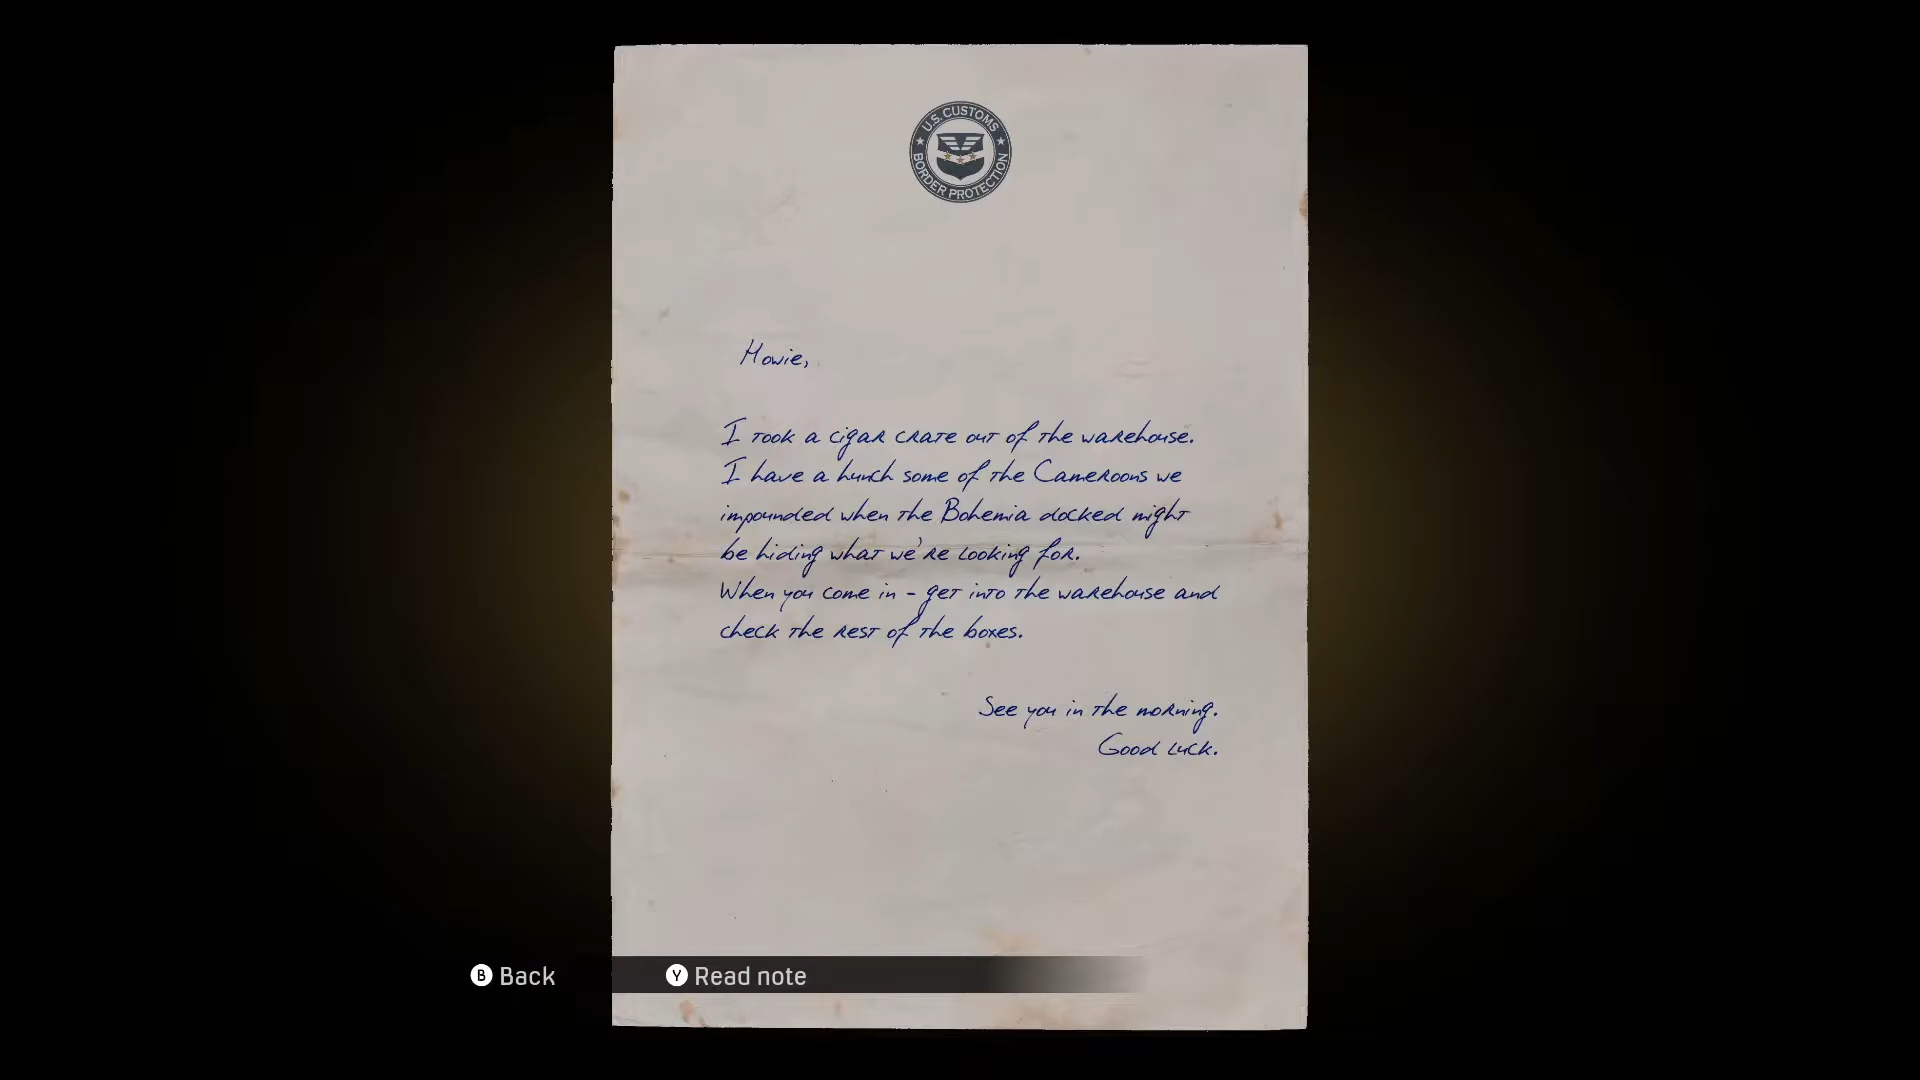 U.S. CUSTOMS
BORDER PROTECTION
Howie,
I took a cigar crate out of the warehouse.
I have a hunch some of the Cameroons we
impounded when the Bohemia docked might
be hiding what we're looking for.
When you come in - get into the warehouse and
check the rest of the boxes.
See you in the morning.
Good luck.
B Back
Y Read note